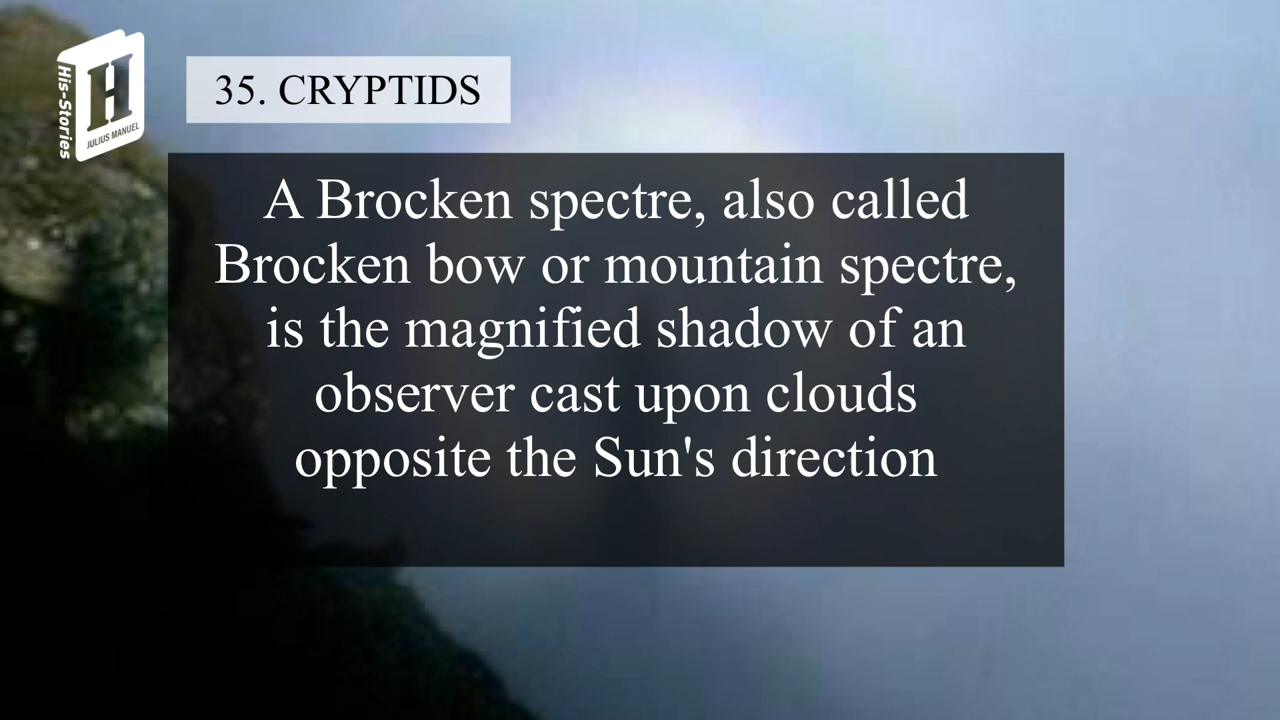 H
His-Stories
JULIUS MANUEL
35. CRYPTIDS
A Brocken spectre, also called
Brocken bow or mountain spectre,
is the magnified shadow of an
observer cast upon clouds
opposite the Sun's direction